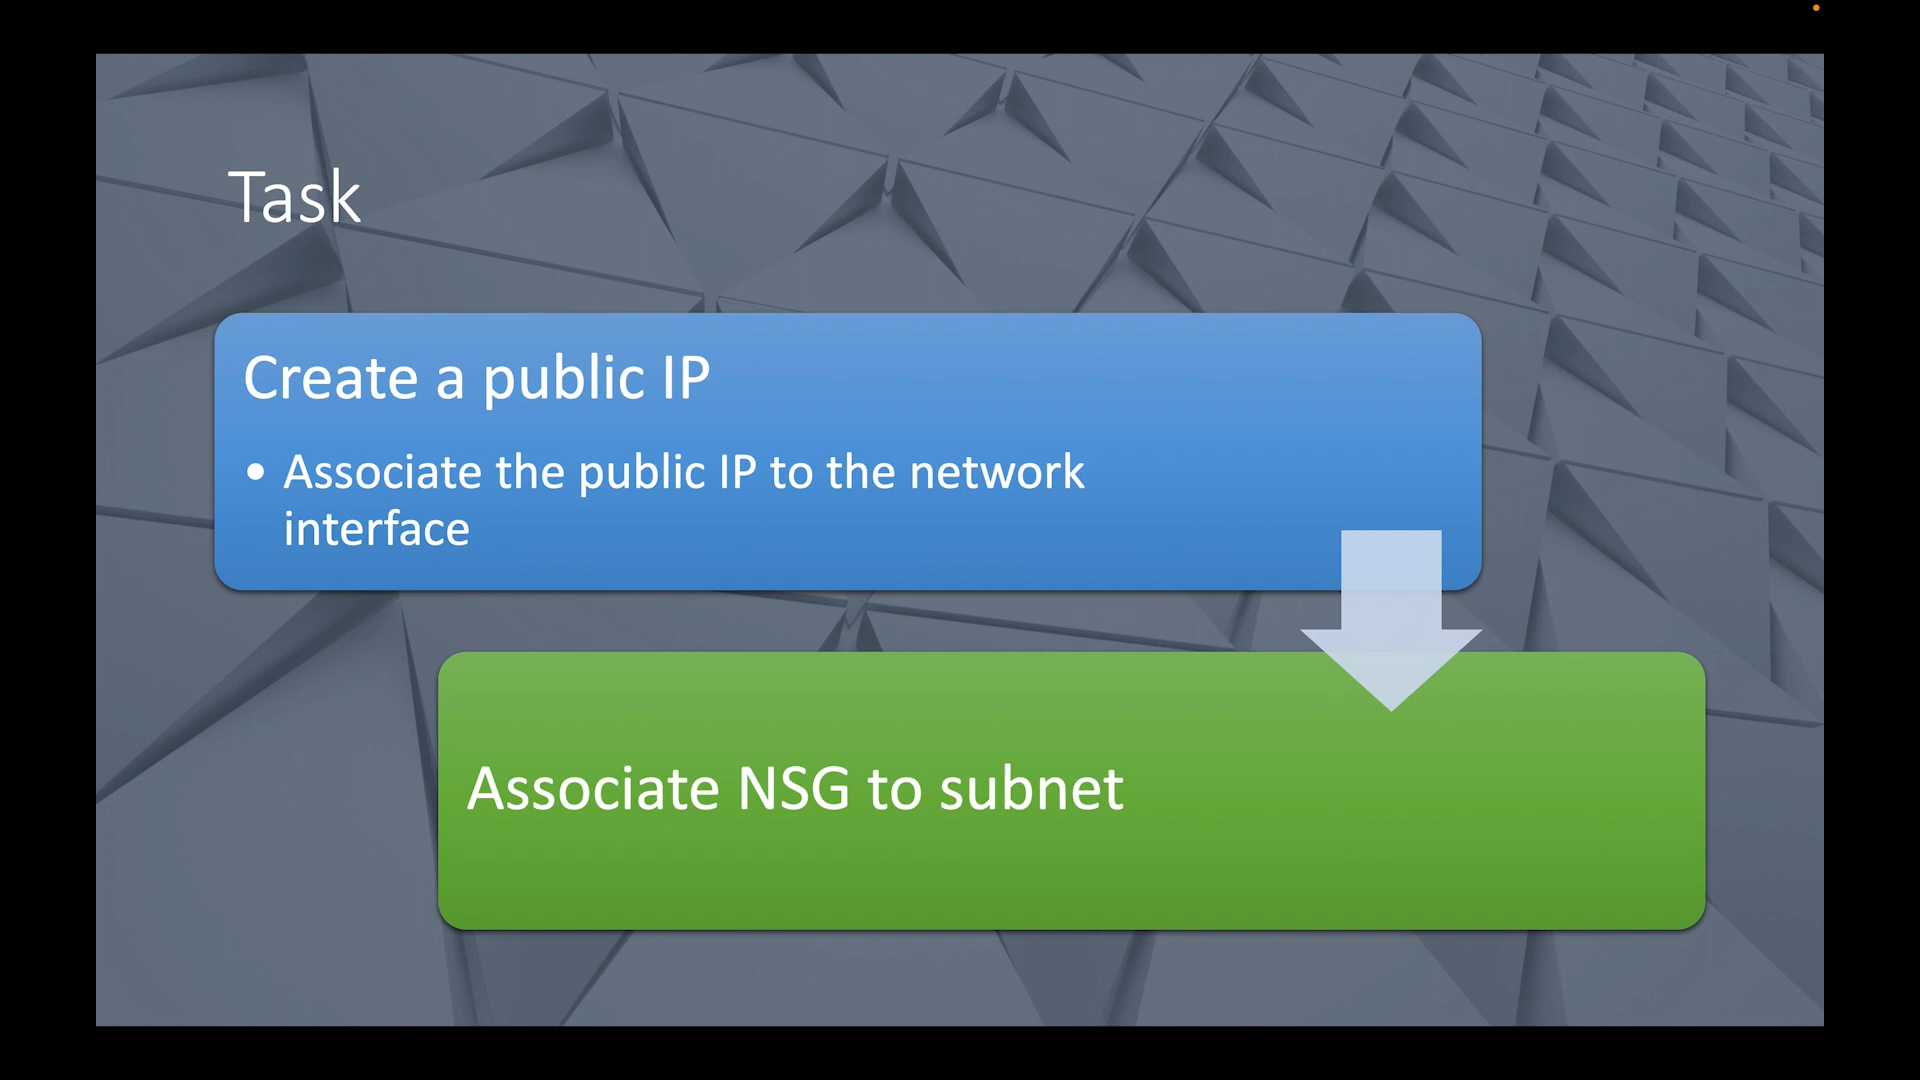 Task
Create a public IP
• Associate the public IP to the network
interface
Associate NSG to subnet